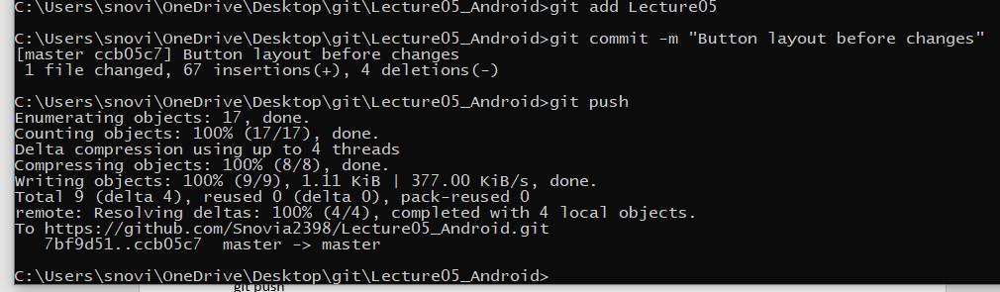 C:\Users\snovi\OneDrive\Desktop\git\Lecture05_Android>git add Lecture05
C:\Users\snovi\OneDrive\Desktop\git\Lecture05_Android>git commit -m "Button layout before changes"
[master ccb05c7] Button layout before changes
1 file changed, 67 insertions(+), 4 deletions(-)
C:\Users\snovi\OneDrive\Desktop\git\Lecture05_Android>git push
Enumerating objects: 17, done.
Counting objects: 100% (17/17), done.
Delta compression using up to 4 threads
Compressing objects: 100% (8/8), done.
Writing objects: 100% (9/9), 1.11 KiB | 377.00 KiB/s, done.
Total 9 (delta 4), reused 0 (delta 0), pack-reused 0
remote: Resolving deltas: 100% (4/4), completed with 4 local objects.
To https://github.com/Snovia2398/Lecture05_Android.git
7bf9d51..ccb05c7  master -> master
C:\Users\snovi\OneDrive\Desktop\git\Lecture05_Android>
git push